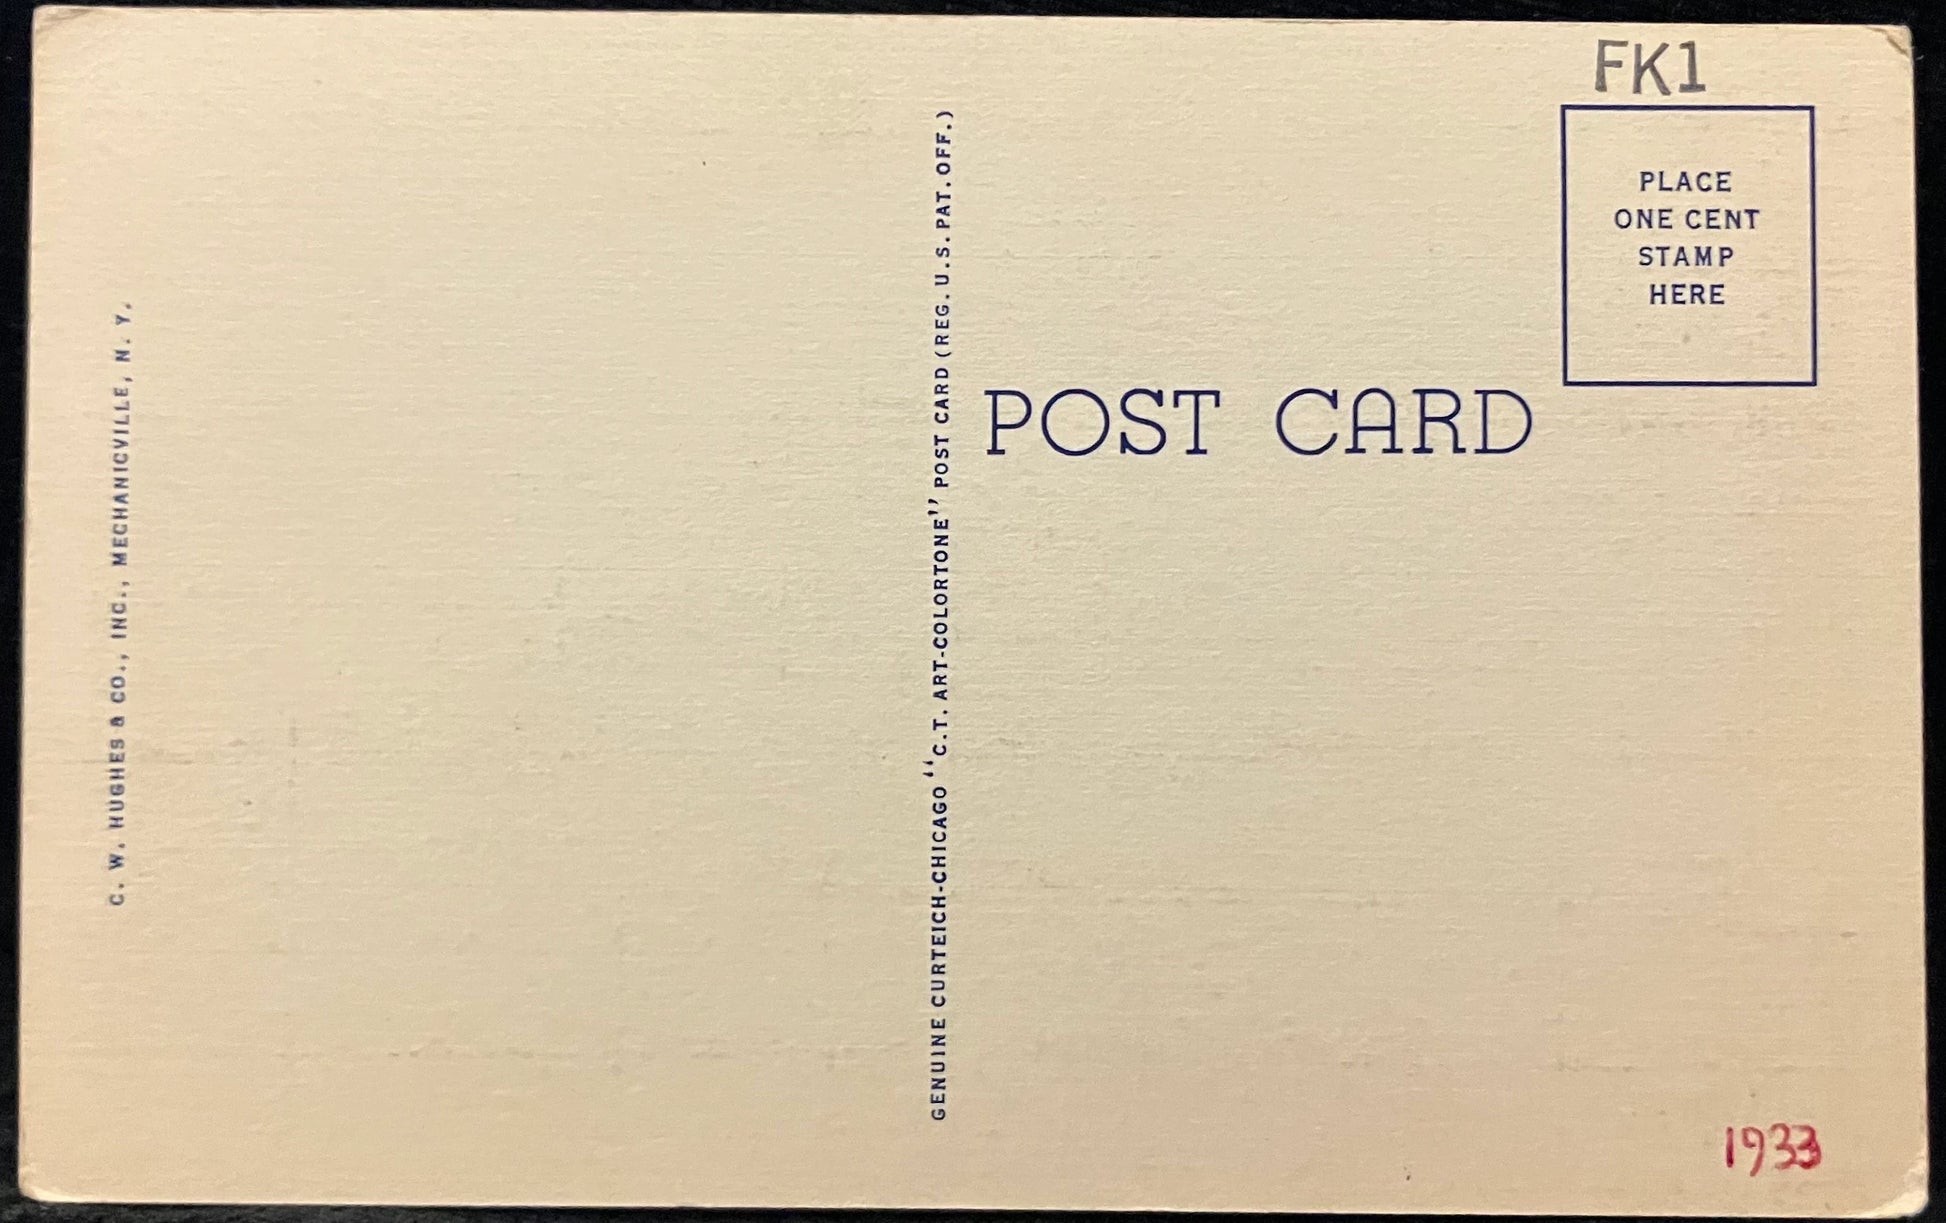 FK1
PLACE
ONE CENT
STAMP
HERE
C. W. HUGHES & CO., INC., MECHANICVILLE, N. Y.
GENUINE CURTEICH-CHICAGO "C.T. ART-COLORTONE" POST CARD (REG. U.S. PAT. OFF.)
POST CARD
1933